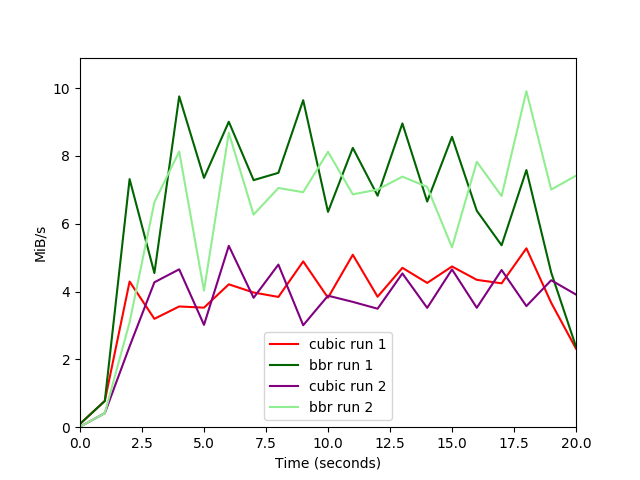 10
8
6
4
2
0
MiB/s
cubic run 1
bbr run 1
cubic run 2
bbr run 2
0.0 2.5 5.0 7.5 10.0 12.5 15.0 17.5 20.0
Time (seconds)